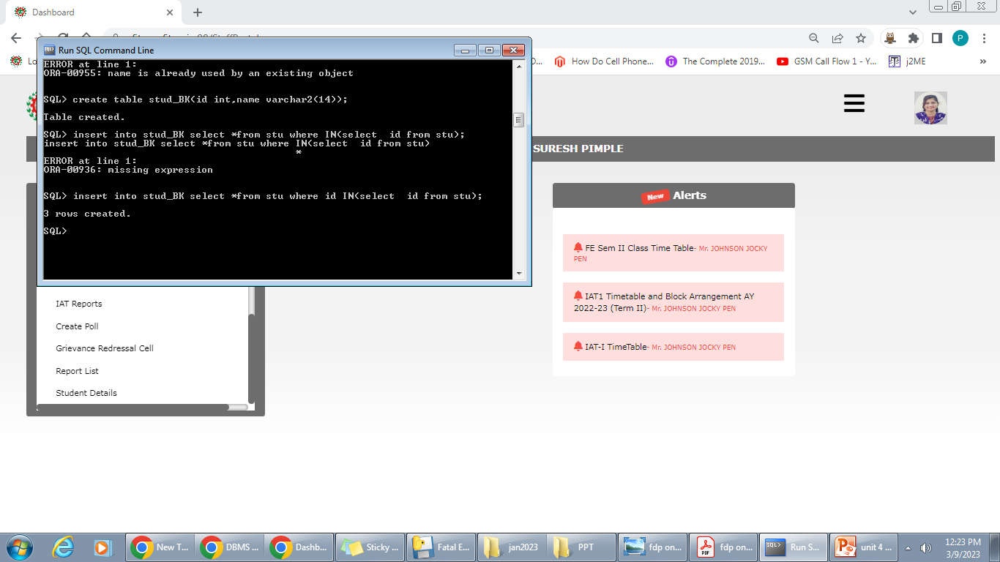 Dashboard
P
D...
How Do Cell Phone...
The Complete 2019...
GSM Call Flow 1 - Y...
j2ME
»
Run SQL Command Line
ERROR at line 1:
ORA-00955: name is already used by an existing object
SQL> create table stud_BK(id int,name varchar2(14));
Table created.
SQL> insert into stud_BK select *from stu where IN(select  id from stu);
insert into stud_BK select *from stu where IN(select  id from stu)
*
ERROR at line 1:
ORA-00936: missing expression
SQL> insert into stud_BK select *from stu where id IN(select  id from stu);
3 rows created.
SQL>
SURESH PIMPLE
New Alerts
FE Sem II Class Time Table- Mr. JOHNSON JOCKY
PEN
IAT1 Timetable and Block Arrangement AY
2022-23 (Term II)- Mr. JOHNSON JOCKY PEN
IAT-I TimeTable- Mr. JOHNSON JOCKY PEN
IAT Reports
Create Poll
Grievance Redressal Cell
Report List
Student Details
New T...
DBMS ...
Dashb...
Sticky ...
Fatal E...
jan2023
PPT
fdp on...
fdp on...
Run S...
unit 4 ...
12:23 PM
3/9/2023